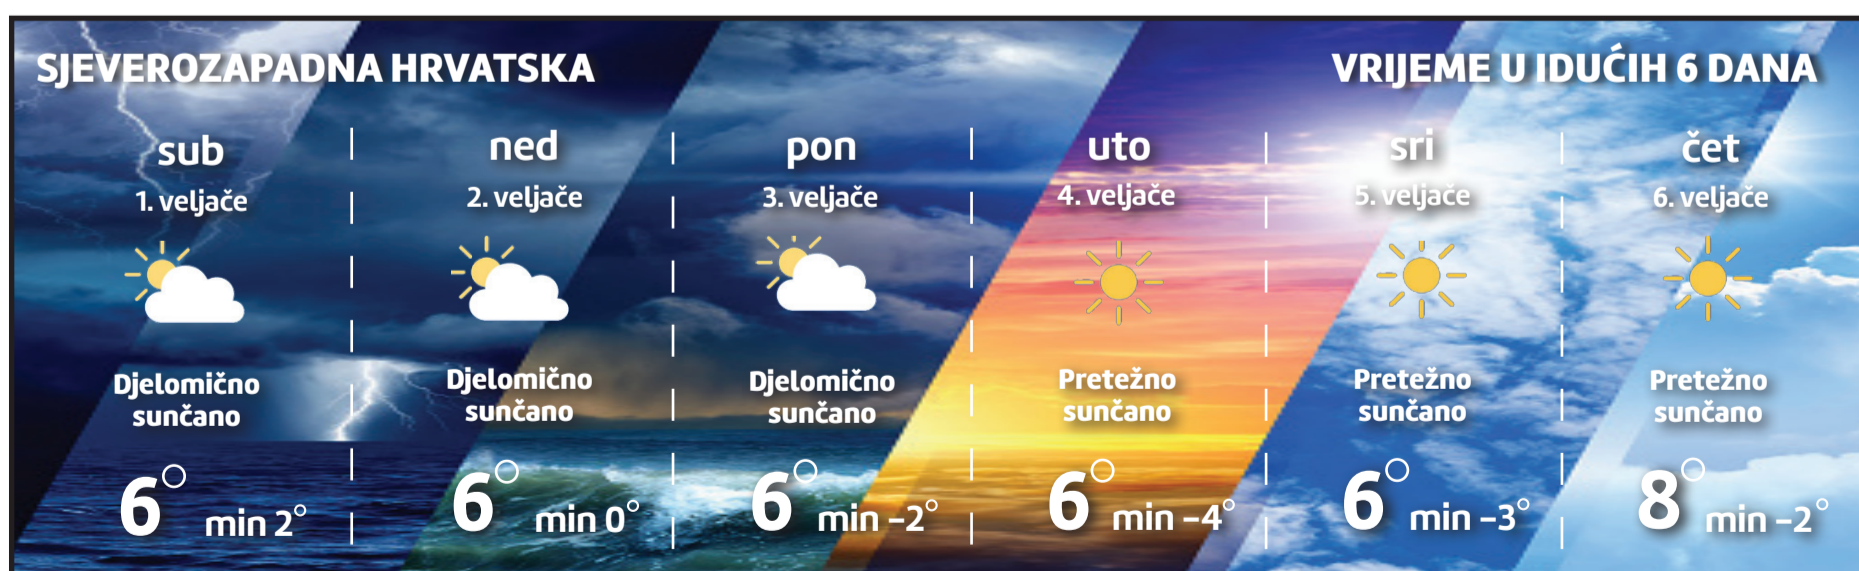 SJEVEROZAPADNA HRVATSKA
VRIJEME U IDUĆIH 6 DANA
sub
1. veljače
Djelomično
sunčano
6°
min 2°
ned
2. veljače
Djelomično
sunčano
6°
min 0°
pon
3. veljače
Djelomično
sunčano
6°
min –2°
uto
4. veljače
Pretežno
sunčano
6°
min –4°
sri
5. veljače
Pretežno
sunčano
6°
min –3°
čet
6. veljače
Pretežno
sunčano
8°
min –2°